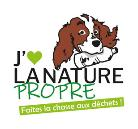 J'
LA NATURE
PROPRE
Faites la chasse aux déchets !